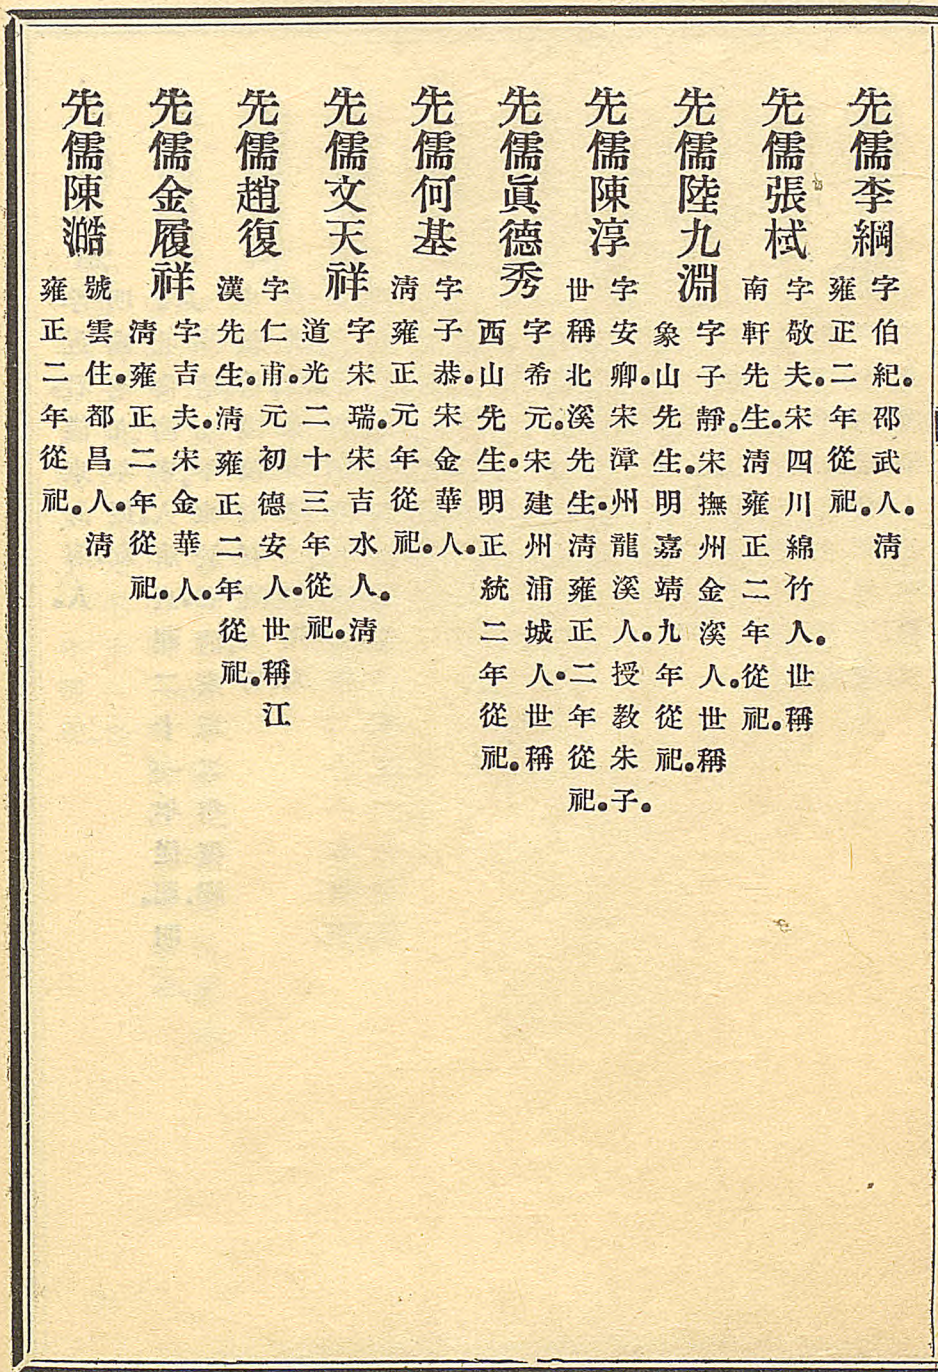 先儒李綱
字伯紀。邵武人。清
雍正二年從祀。
先儒張栻
字敬夫。宋四川綿竹人。世稱
南軒先生。清雍正二年從祀。
先儒陸九淵
字子靜。宋撫州金溪人。世稱
象山先生。明嘉靖九年從祀。
先儒陳淳
字安卿。宋漳州龍溪人。授教朱子。
世稱北溪先生。清雍正二年從祀。
先儒眞德秀
字希元。宋建州浦城人。世稱
西山先生。明正統二年從祀。
先儒何基
字子恭。宋金華人。
清雍正元年從祀。
先儒文天祥
字宋瑞。宋吉水人。清
道光二十三年從祀。
先儒趙復
字仁甫。元初德安人。世稱江
漢先生。清雍正二年從祀。
先儒金履祥
字吉夫。宋金華人。
清雍正二年從祀。
先儒陳澔
號雲住。都昌人。清
雍正二年從祀。